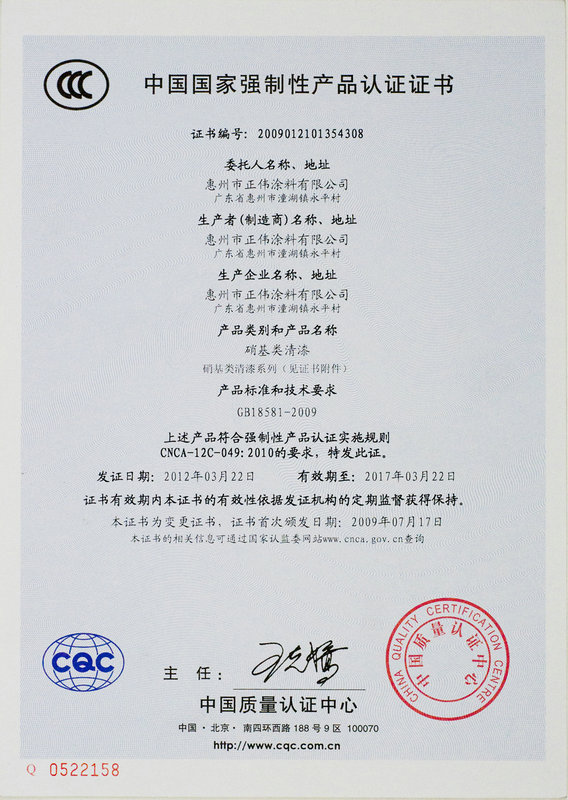 中国国家强制性产品认证证书
证书编号: 2009012101354308
委托人名称、地址
惠州市正伟涂料有限公司
广东省惠州市潼湖镇永平村
生产者(制造商)名称、地址
惠州市正伟涂料有限公司
广东省惠州市潼湖镇永平村
生产企业名称、地址
惠州市正伟涂料有限公司
广东省惠州市潼湖镇永平村
产品类别和产品名称
硝基类清漆
硝基类清漆系列（见证书附件）
产品标准和技术要求
GB18581-2009
上述产品符合强制性产品认证实施规则
CNCA-12C-049:2010的要求，特发此证。
发证日期: 2012年03月22日 有效期至: 2017年03月22日
证书有效期内本证书的有效性依据发证机构的定期监督获得保持。
本证书为变更证书，证书首次颁发日期: 2009年07月17日
本证书的相关信息可通过国家认监委网站www.cnca.gov.cn查询
CQC
主 任:
CHINA QUALITY CERTIFICATION CENTRE
中国质量认证中心
中国质量认证中心
中国·北京·南四环西路188号9区 100070
http://www.cqc.com.cn
Q 0522158